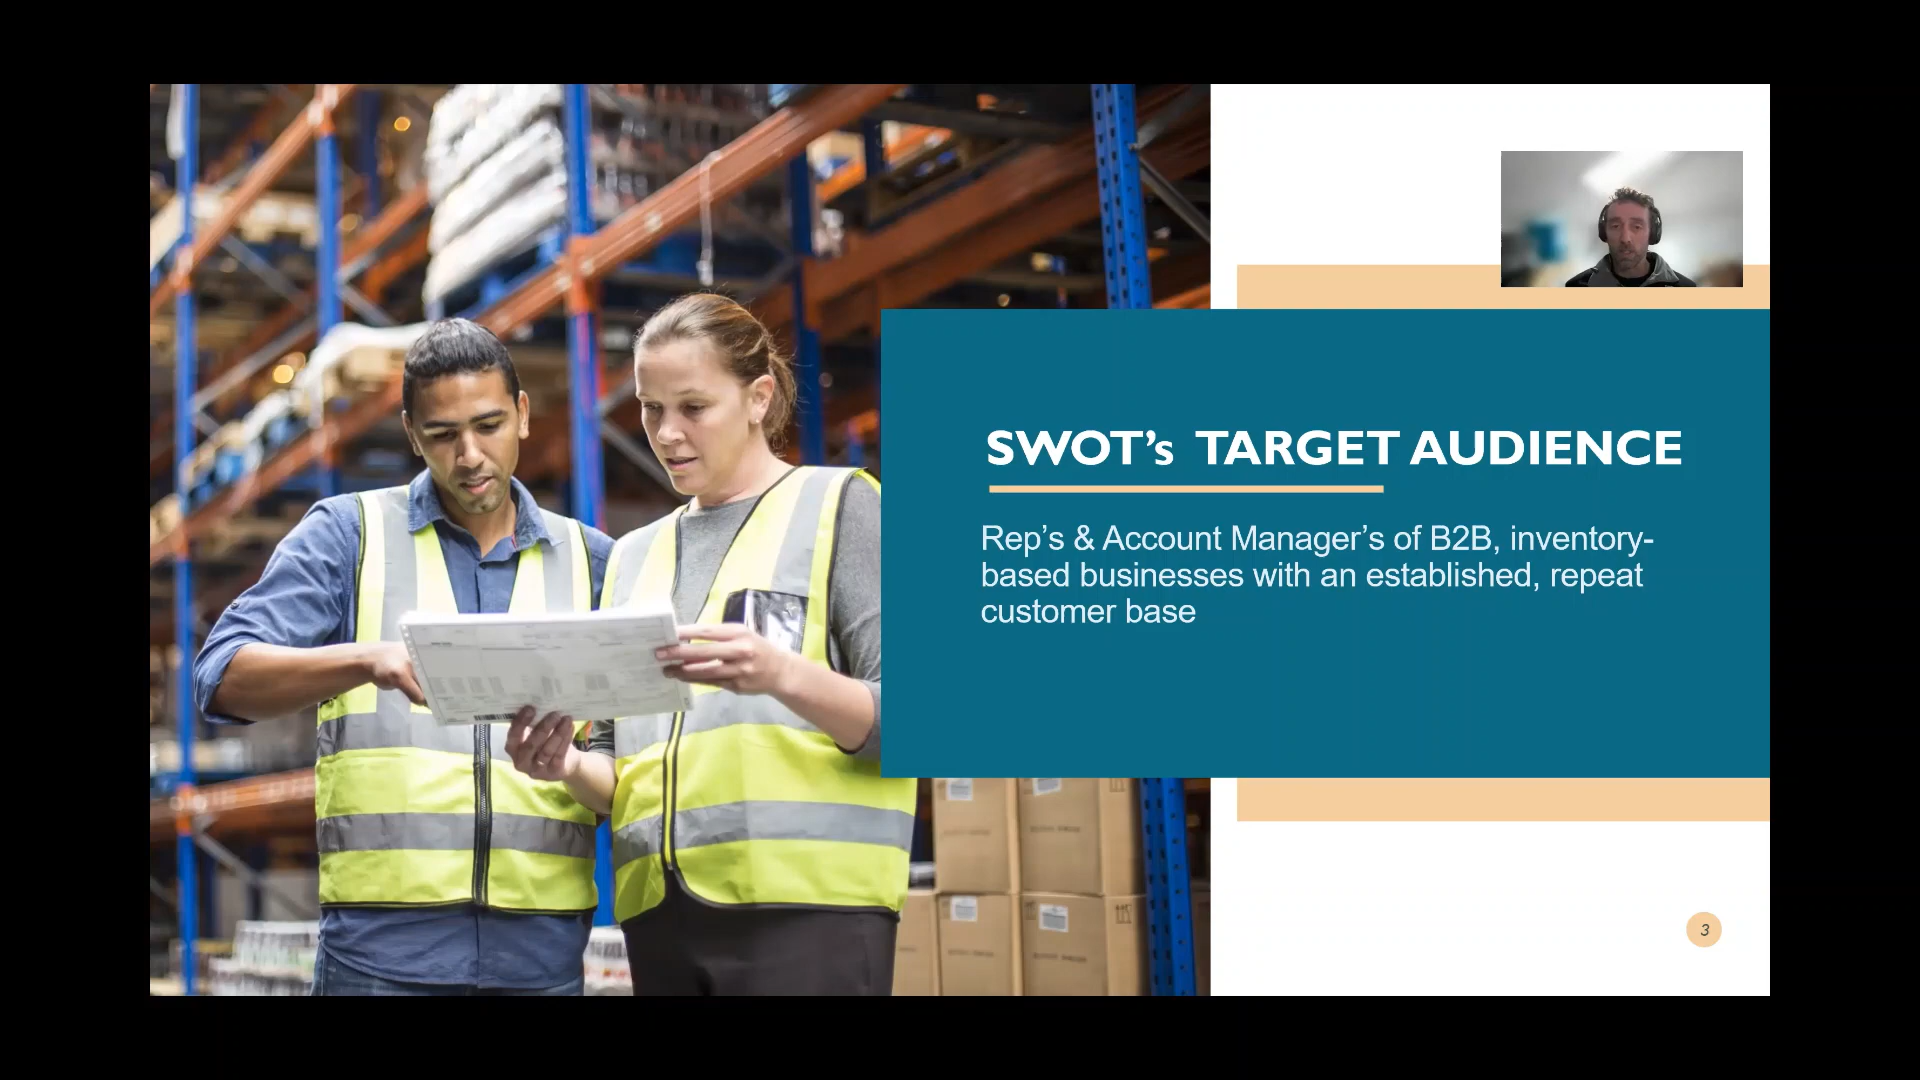 SWOT’s TARGET AUDIENCE
Rep’s & Account Manager’s of B2B, inventory-
based businesses with an established, repeat
customer base
3